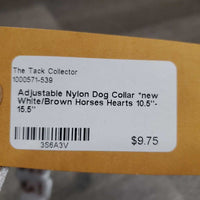 The Tack Collector
1000571-539
Adjustable Nylon Dog Collar *new
White/Brown Horses Hearts 10.5"-
15.5"
3S6A3V
$9.75